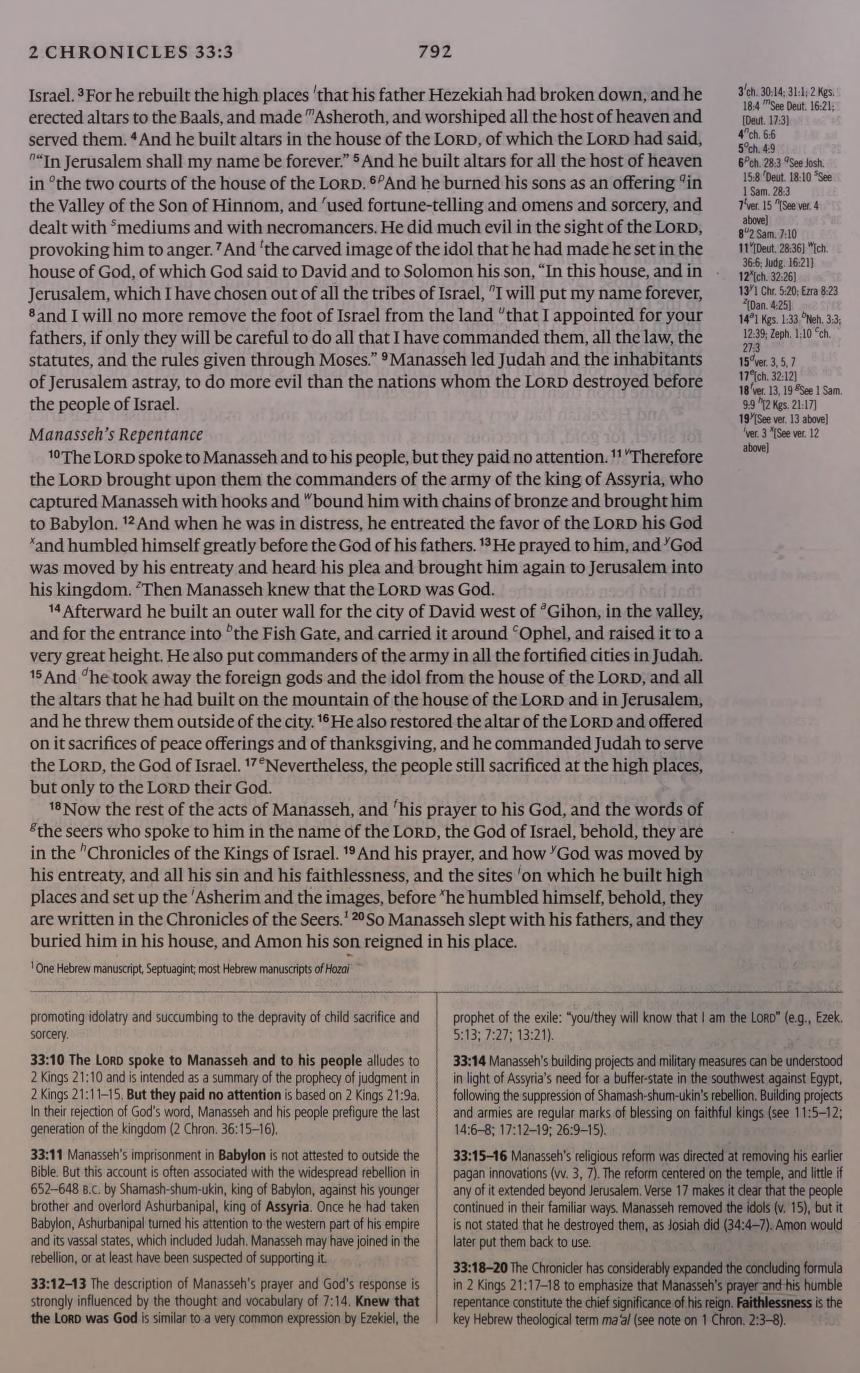 2 CHRONICLES 33:3
792
Israel. ³For he rebuilt the high places ˡthat his father Hezekiah had broken down, and he
erected altars to the Baals, and made ᵐAsheroth, and worshiped all the host of heaven and
served them. ⁴And he built altars in the house of the LORD, of which the LORD had said,
ⁿ“In Jerusalem shall my name be forever.” ⁵And he built altars for all the host of heaven
in ᵒthe two courts of the house of the LORD. ⁶ᵖAnd he burned his sons as an offering ᑫin
the Valley of the Son of Hinnom, and ʳused fortune-telling and omens and sorcery, and
dealt with ˢmediums and with necromancers. He did much evil in the sight of the LORD,
provoking him to anger. ⁷And ᵗthe carved image of the idol that he had made he set in the
house of God, of which God said to David and to Solomon his son, “In this house, and in
Jerusalem, which I have chosen out of all the tribes of Israel, ⁿI will put my name forever,
⁸and I will no more remove the foot of Israel from the land ᵘthat I appointed for your
fathers, if only they will be careful to do all that I have commanded them, all the law, the
statutes, and the rules given through Moses.” ⁹Manasseh led Judah and the inhabitants
of Jerusalem astray, to do more evil than the nations whom the LORD destroyed before
the people of Israel.
Manasseh’s Repentance
¹⁰The LORD spoke to Manasseh and to his people, but they paid no attention. ¹¹ᵛTherefore
the LORD brought upon them the commanders of the army of the king of Assyria, who
captured Manasseh with hooks and ʷbound him with chains of bronze and brought him
to Babylon. ¹²And when he was in distress, he entreated the favor of the LORD his God
ˣand humbled himself greatly before the God of his fathers. ¹³He prayed to him, and ʸGod
was moved by his entreaty and heard his plea and brought him again to Jerusalem into
his kingdom. ᶻThen Manasseh knew that the LORD was God.
¹⁴Afterward he built an outer wall for the city of David west of ᵃGihon, in the valley,
and for the entrance into ᵇthe Fish Gate, and carried it around ᶜOphel, and raised it to a
very great height. He also put commanders of the army in all the fortified cities in Judah.
¹⁵And ᵈhe took away the foreign gods and the idol from the house of the LORD, and all
the altars that he had built on the mountain of the house of the LORD and in Jerusalem,
and he threw them outside of the city. ¹⁶He also restored the altar of the LORD and offered
on it sacrifices of peace offerings and of thanksgiving, and he commanded Judah to serve
the LORD, the God of Israel. ¹⁷ᵉNevertheless, the people still sacrificed at the high places,
but only to the LORD their God.
¹⁸Now the rest of the acts of Manasseh, and ᶠhis prayer to his God, and the words of
ᵍthe seers who spoke to him in the name of the LORD, the God of Israel, behold, they are
in the ʰChronicles of the Kings of Israel. ¹⁹And his prayer, and how ʸGod was moved by
his entreaty, and all his sin and his faithlessness, and the sites ⁱon which he built high
places and set up the ⁱAsherim and the images, before ˣhe humbled himself, behold, they
are written in the Chronicles of the Seers.¹ ²⁰So Manasseh slept with his fathers, and they
buried him in his house, and Amon his son reigned in his place.
¹ One Hebrew manuscript, Septuagint; most Hebrew manuscripts of Hozai
3 ˡch. 30:14; 31:1; 2 Kgs.
18:4 ᵐSee Deut. 16:21;
[Deut. 17:3]
4 ⁿch. 6:6
5 ᵒch. 4:9
6 ᵖch. 28:3 ᑫSee Josh.
15:8 ʳDeut. 18:10 ˢSee
1 Sam. 28:3
7 ᵗver. 15 ⁿ[See ver. 4
above]
8 ᵘ2 Sam. 7:10
11 ᵛ[Deut. 28:36] ʷ[ch.
36:6; Judg. 16:21]
12 ˣ[ch. 32:26]
13 ʸ1 Chr. 5:20; Ezra 8:23
ᶻ[Dan. 4:25]
14 ᵃ1 Kgs. 1:33 ᵇNeh. 3:3;
12:39; Zeph. 1:10 ᶜch.
27:3
15 ᵈver. 3, 5, 7
17 ᵉ[ch. 32:12]
18 ᶠver. 13, 19 ᵍSee 1 Sam.
9:9 ʰ[2 Kgs. 21:17]
19 ʸ[See ver. 13 above]
ⁱver. 3 ˣ[See ver. 12
above]
promoting idolatry and succumbing to the depravity of child sacrifice and
sorcery.
33:10 The LORD spoke to Manasseh and to his people alludes to
2 Kings 21:10 and is intended as a summary of the prophecy of judgment in
2 Kings 21:11–15. But they paid no attention is based on 2 Kings 21:9a.
In their rejection of God’s word, Manasseh and his people prefigure the last
generation of the kingdom (2 Chron. 36:15–16).
33:11 Manasseh’s imprisonment in Babylon is not attested to outside the
Bible. But this account is often associated with the widespread rebellion in
652–648 B.C. by Shamash-shum-ukin, king of Babylon, against his younger
brother and overlord Ashurbanipal, king of Assyria. Once he had taken
Babylon, Ashurbanipal turned his attention to the western part of his empire
and its vassal states, which included Judah. Manasseh may have joined in the
rebellion, or at least have been suspected of supporting it.
33:12–13 The description of Manasseh’s prayer and God’s response is
strongly influenced by the thought and vocabulary of 7:14. Knew that
the LORD was God is similar to a very common expression by Ezekiel, the
prophet of the exile: “you/they will know that I am the LORD” (e.g., Ezek.
5:13; 7:27; 13:21).
33:14 Manasseh’s building projects and military measures can be understood
in light of Assyria’s need for a buffer-state in the southwest against Egypt,
following the suppression of Shamash-shum-ukin’s rebellion. Building projects
and armies are regular marks of blessing on faithful kings (see 11:5–12;
14:6–8; 17:12–19; 26:9–15).
33:15–16 Manasseh’s religious reform was directed at removing his earlier
pagan innovations (vv. 3, 7). The reform centered on the temple, and little if
any of it extended beyond Jerusalem. Verse 17 makes it clear that the people
continued in their familiar ways. Manasseh removed the idols (v. 15), but it
is not stated that he destroyed them, as Josiah did (34:4–7). Amon would
later put them back to use.
33:18–20 The Chronicler has considerably expanded the concluding formula
in 2 Kings 21:17–18 to emphasize that Manasseh’s prayer and his humble
repentance constitute the chief significance of his reign. Faithlessness is the
key Hebrew theological term ma‘al (see note on 1 Chron. 2:3–8).